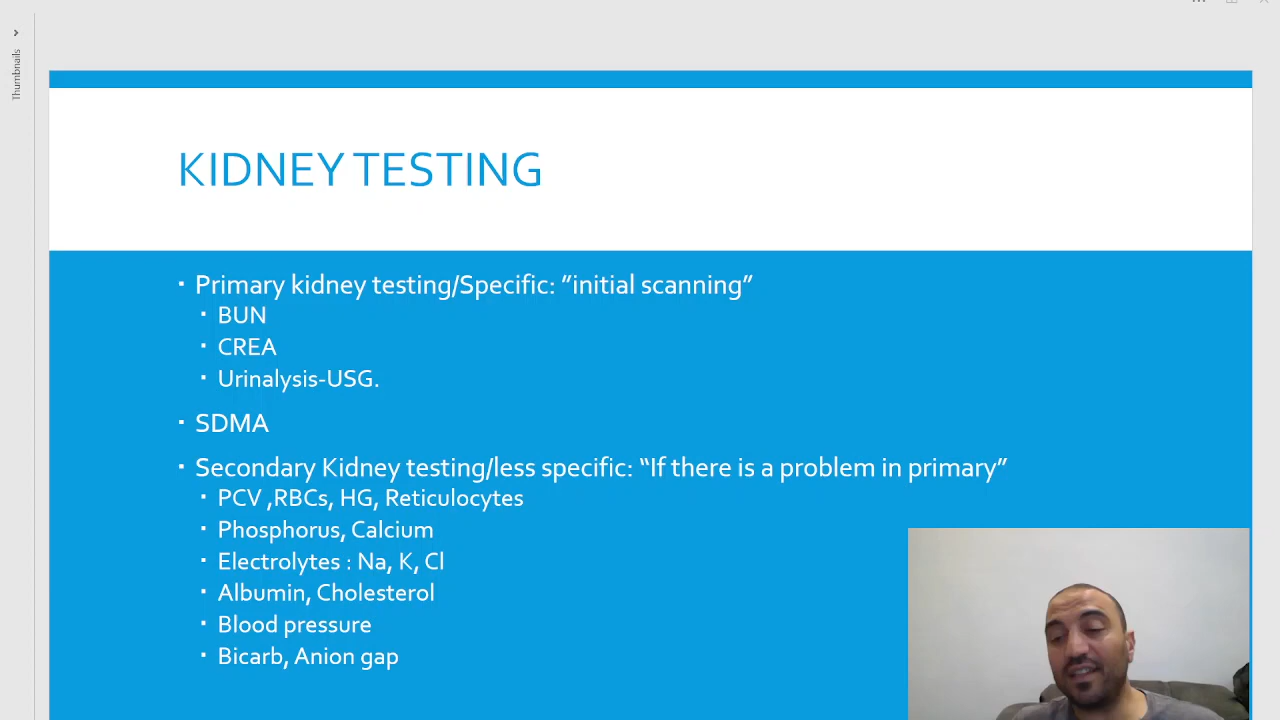 Thumbnails
KIDNEY TESTING
▪ Primary kidney testing/Specific: ”initial scanning”
▪ BUN
▪ CREA
▪ Urinalysis-USG.
▪ SDMA
▪ Secondary Kidney testing/less specific: “If there is a problem in primary”
▪ PCV ,RBCs, HG, Reticulocytes
▪ Phosphorus, Calcium
▪ Electrolytes : Na, K, Cl
▪ Albumin, Cholesterol
▪ Blood pressure
▪ Bicarb, Anion gap